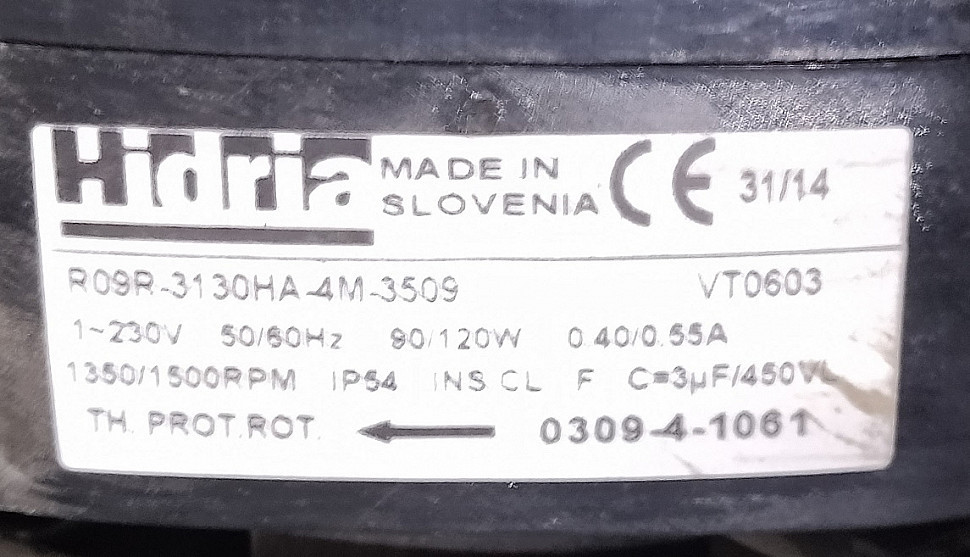 Hidria MADE IN SLOVENIA CE 31/14
R09R-3130HA-4M-3509 VT0603
1~230V 50/60Hz 90/120W 0.40/0.55A
1350/1500RPM IP54 INS CL F C=3µF/450V
TH. PROT.ROT. 0309-4-1061